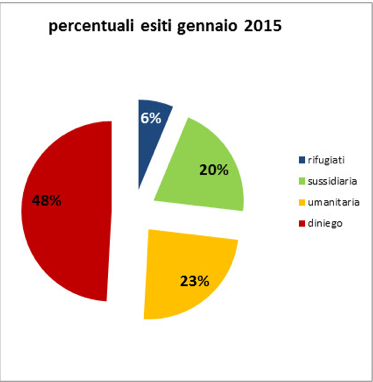 percentuali esiti gennaio 2015
6%
20%
48%
23%
rifugiati
sussidiaria
umanitaria
diniego